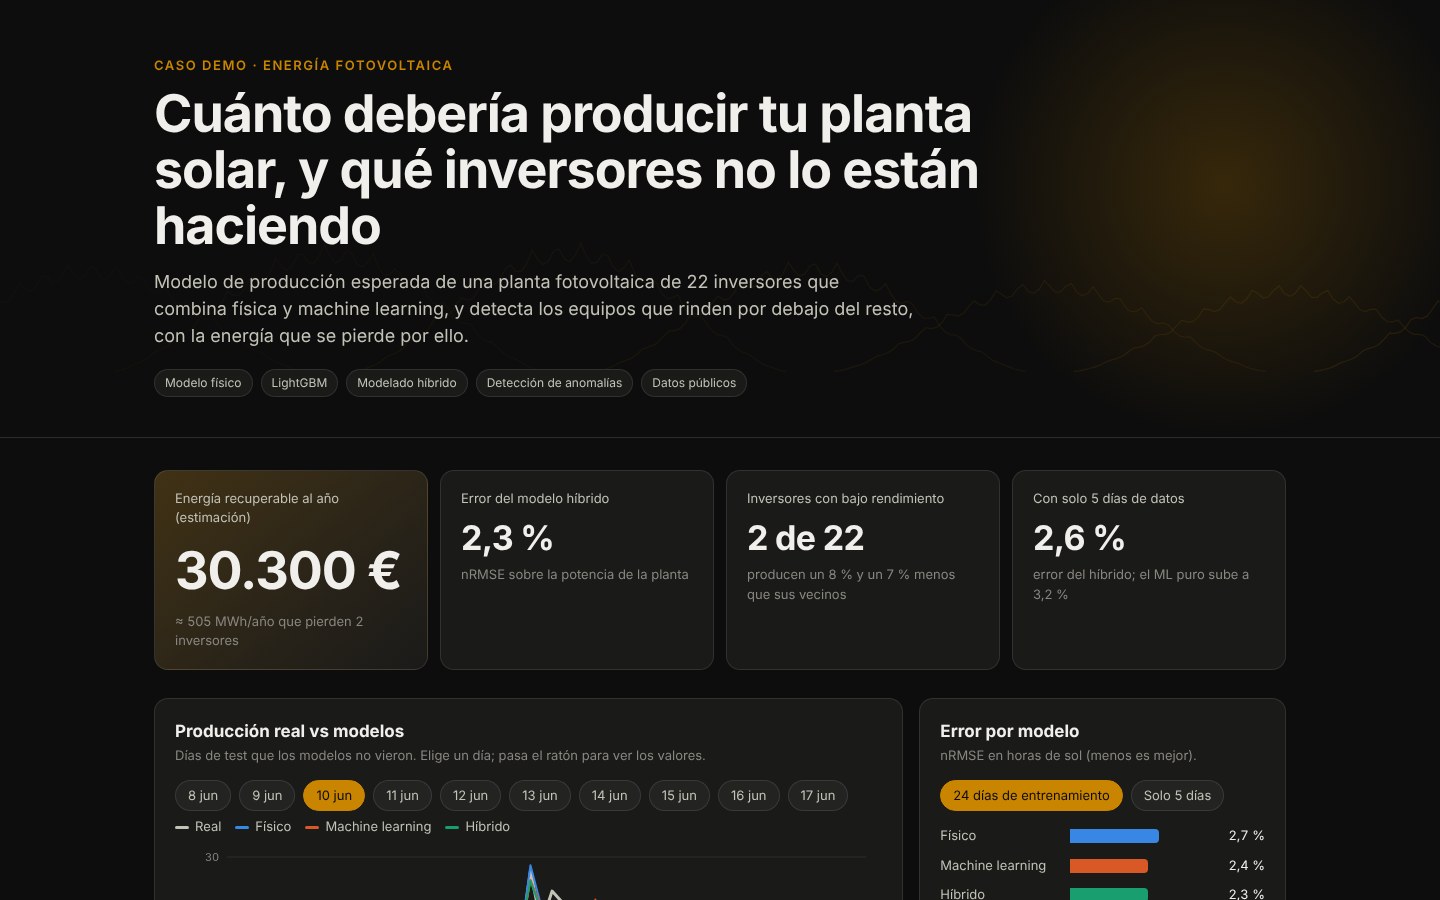 CASO DEMO · ENERGÍA FOTOVOLTAICA
Cuánto debería producir tu planta
solar, y qué inversores no lo están
haciendo
Modelo de producción esperada de una planta fotovoltaica de 22 inversores que
combina física y machine learning, y detecta los equipos que rinden por debajo del resto,
con la energía que se pierde por ello.
Modelo físico
LightGBM
Modelado híbrido
Detección de anomalías
Datos públicos
Energía recuperable al año
(estimación)
30.300 €
≈ 505 MWh/año que pierden 2
inversores
Error del modelo híbrido
2,3 %
nRMSE sobre la potencia de la planta
Inversores con bajo rendimiento
2 de 22
producen un 8 % y un 7 % menos
que sus vecinos
Con solo 5 días de datos
2,6 %
error del híbrido; el ML puro sube a
3,2 %
Producción real vs modelos
Días de test que los modelos no vieron. Elige un día; pasa el ratón para ver los valores.
8 jun
9 jun
10 jun
11 jun
12 jun
13 jun
14 jun
15 jun
16 jun
17 jun
Real
Físico
Machine learning
Híbrido
30
Error por modelo
nRMSE en horas de sol (menos es mejor).
24 días de entrenamiento
Solo 5 días
Físico 2,7 %
Machine learning 2,4 %
Híbrido 2,3 %